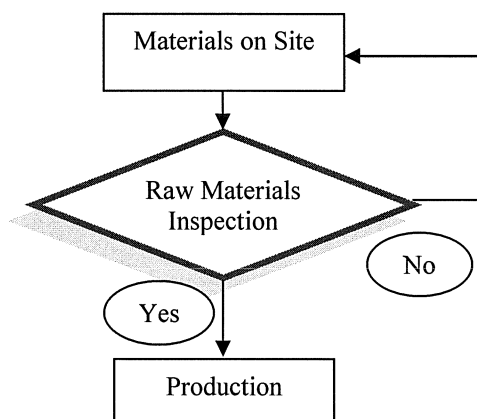 Materials on Site
Raw Materials
Inspection
No
Yes
Production